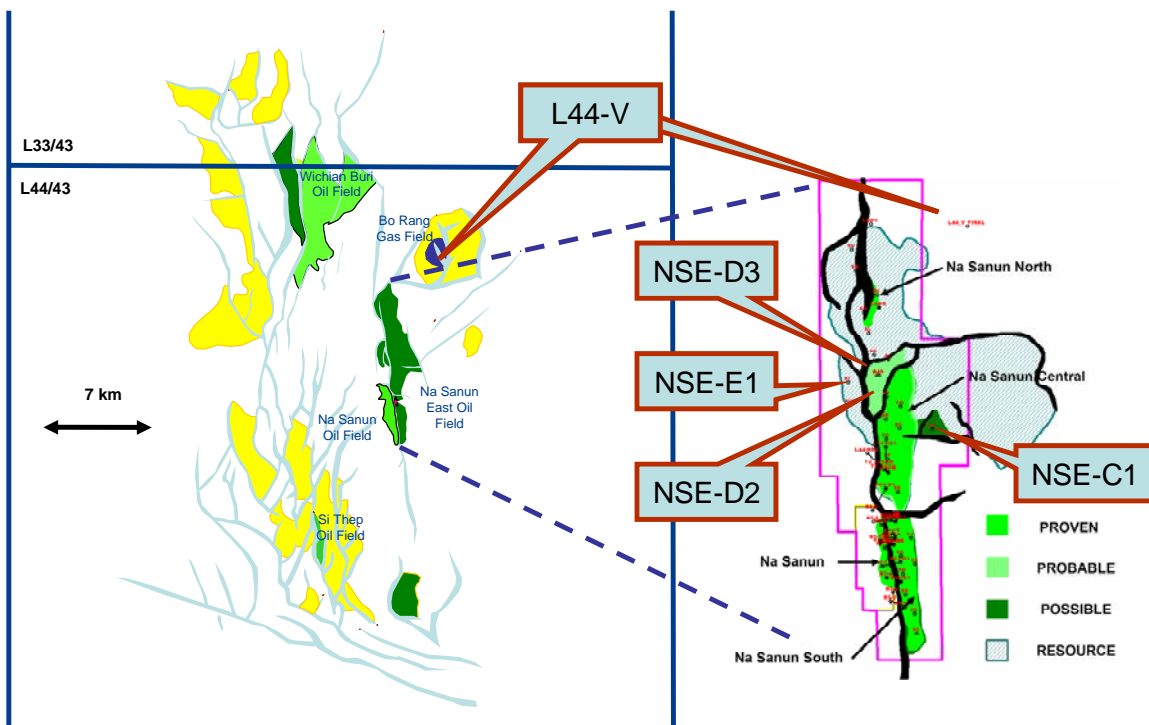 L44-V
L33/43
L44/43
Wichian Buri
Oil Field
Bo Rang
Gas Field
NSE-D3
Na Sanun North
7 km
NSE-E1
Na Sanun
East Oil
Field
Na Sanun
Oil Field
Na Sanun Central
NSE-D2
NSE-C1
Si Thep
Oil Field
PROVEN
Na Sanun
PROBABLE
POSSIBLE
Na Sanun South
RESOURCE